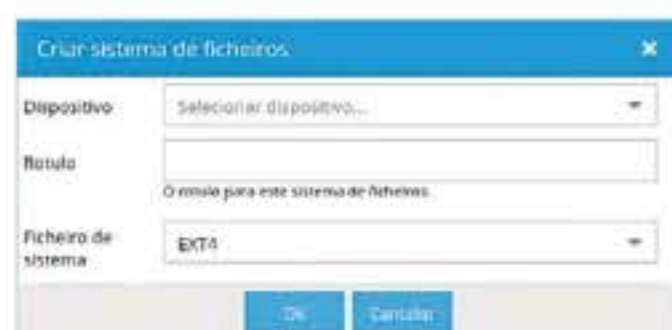 Criar sistema de ficheiros
Dispositivo
Selecionar dispositivo...
Rotulo
O rotulo para este sistema de ficheiros.
Ficheiro de
sistema
EXT4
Ok
Cancelar